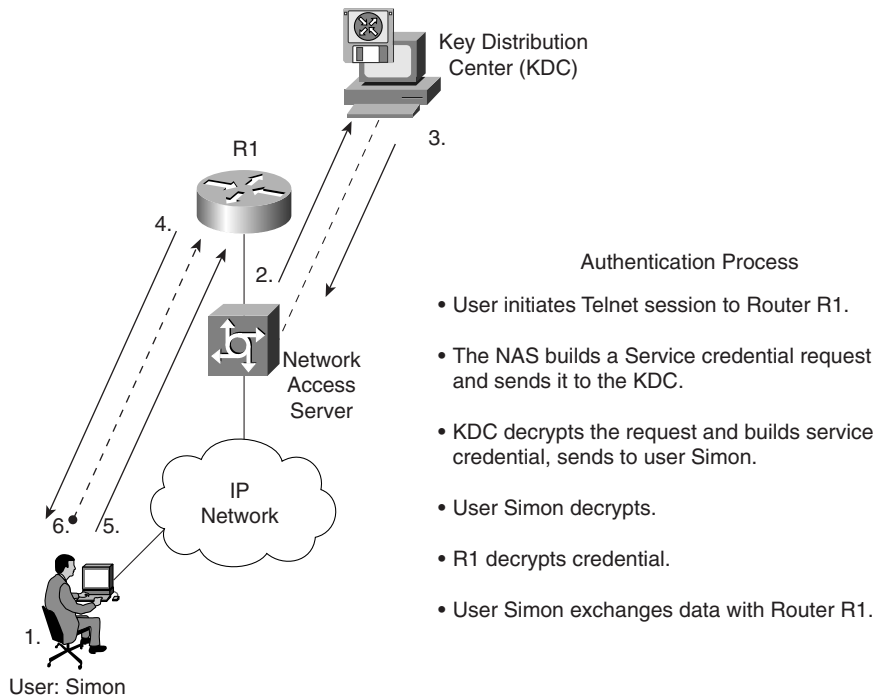 Key Distribution
Center (KDC)
3.
R1
4.
2.
Network
Access
Server
IP
Network
6.
5.
1.
User: Simon
Authentication Process
• User initiates Telnet session to Router R1.
• The NAS builds a Service credential request
and sends it to the KDC.
• KDC decrypts the request and builds service
credential, sends to user Simon.
• User Simon decrypts.
• R1 decrypts credential.
• User Simon exchanges data with Router R1.